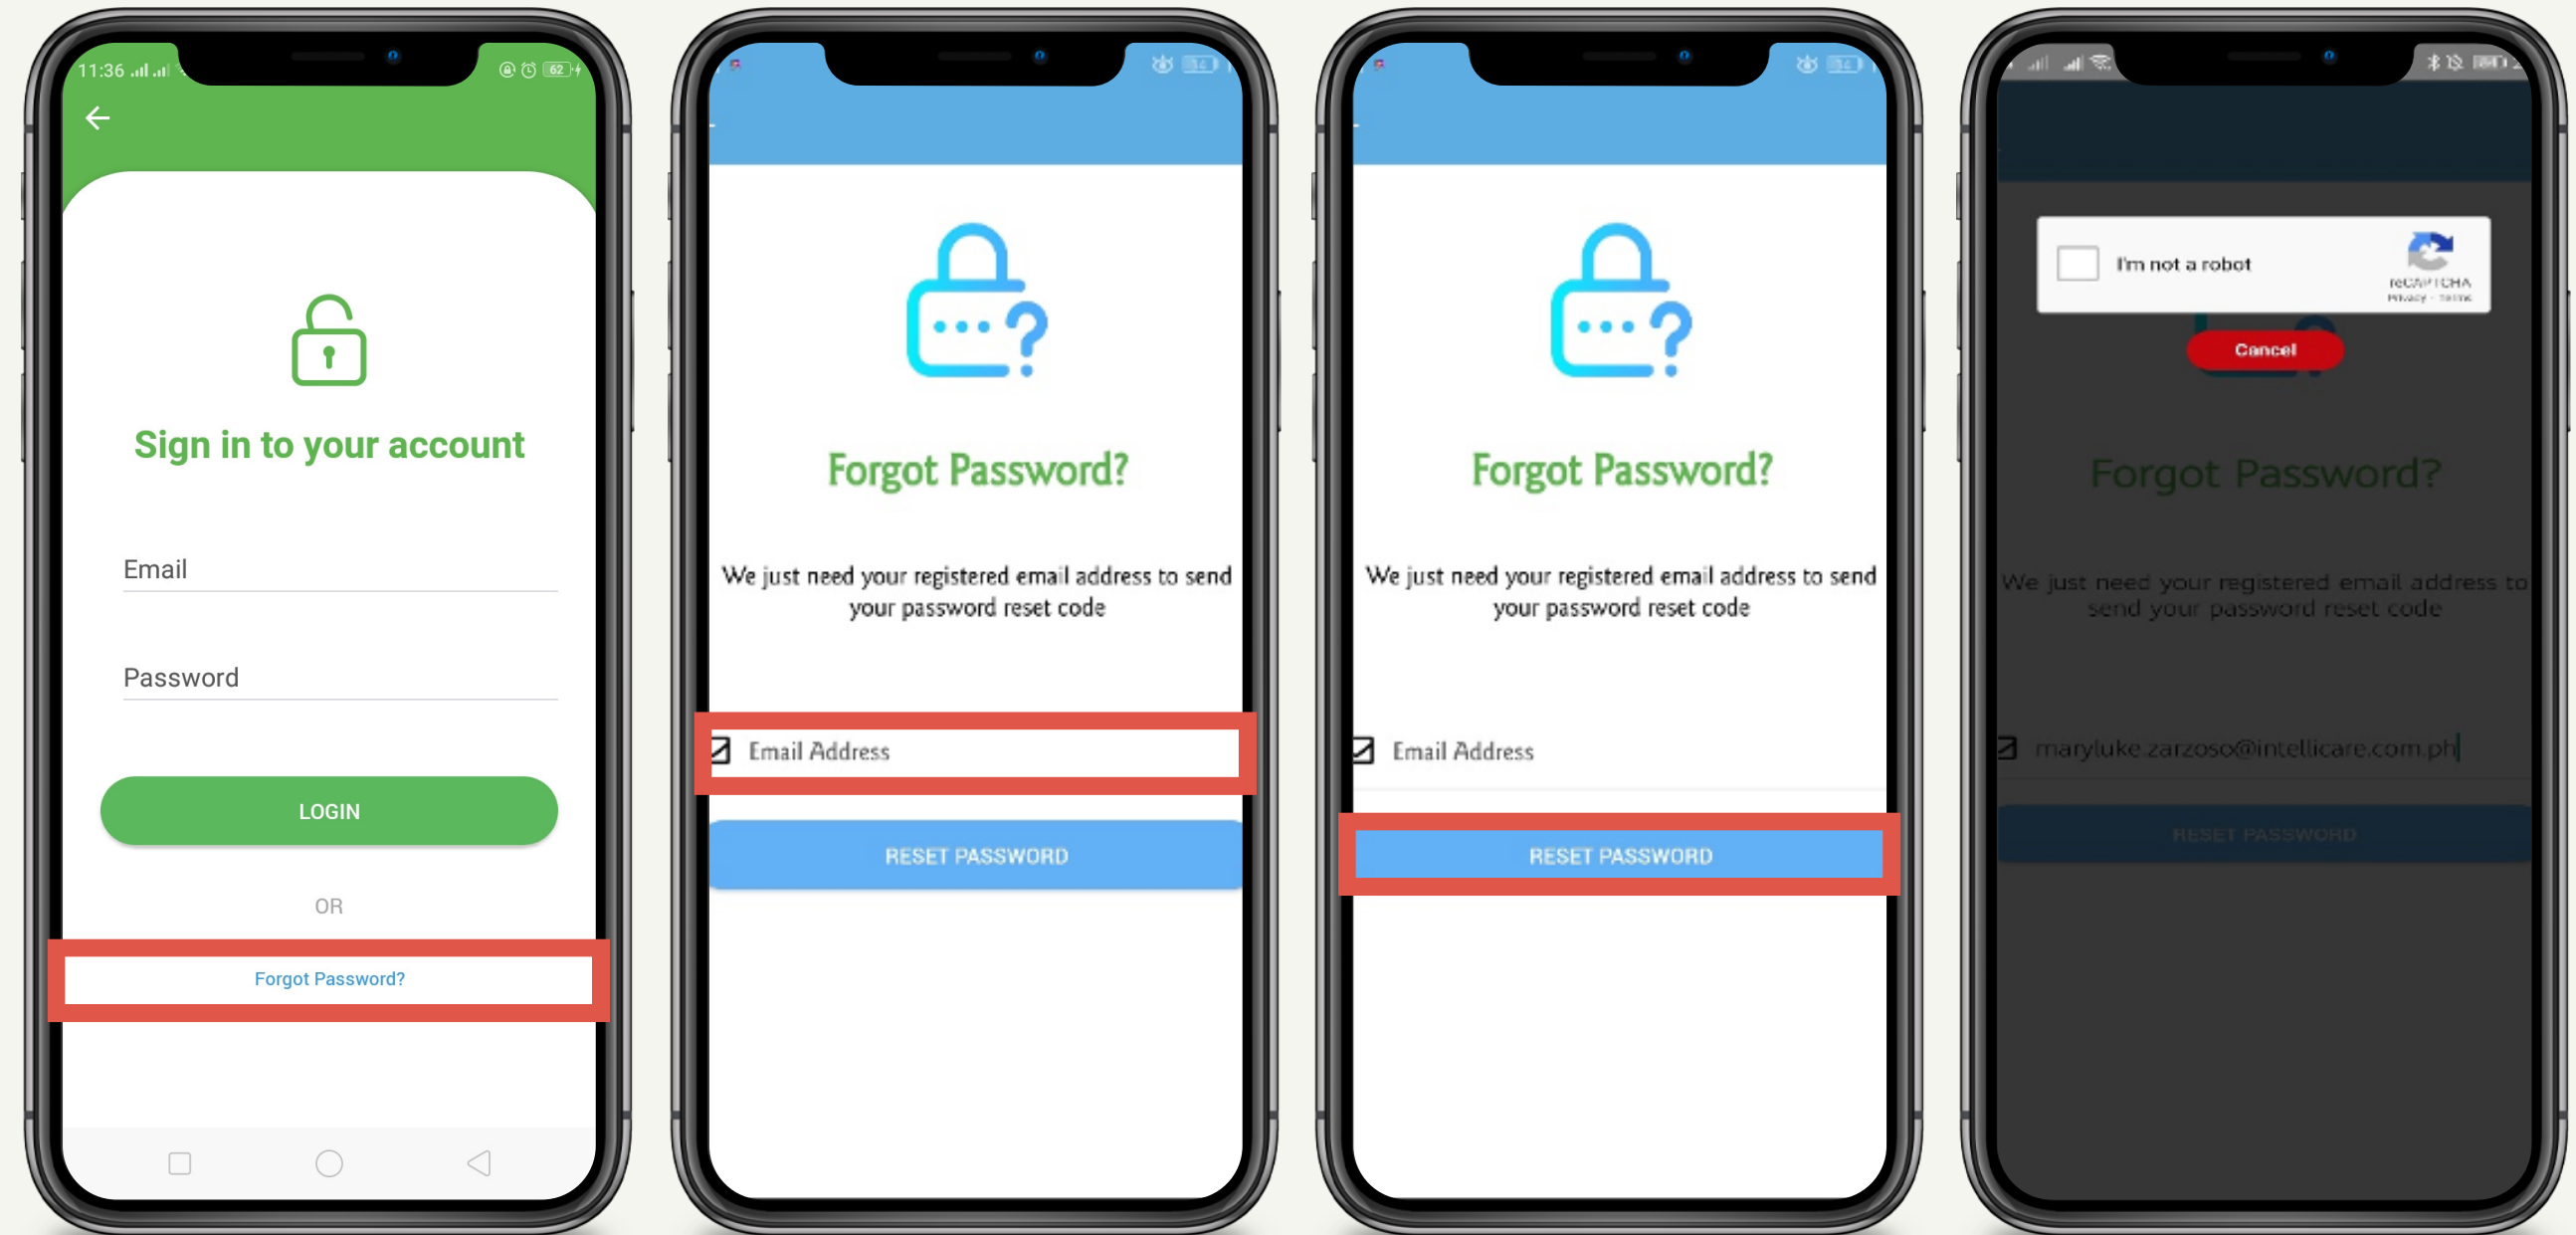 11:36
62
Sign in to your account
Email
Password
LOGIN
OR
Forgot Password?
Forgot Password?
We just need your registered email address to send
your password reset code
Email Address
RESET PASSWORD
Forgot Password?
We just need your registered email address to send
your password reset code
Email Address
RESET PASSWORD
I'm not a robot
reCAPTCHA
Privacy - Terms
Cancel
Forgot Password?
We just need your registered email address to
send your password reset code
maryluke.zarzoso@intellicare.com.ph
RESET PASSWORD